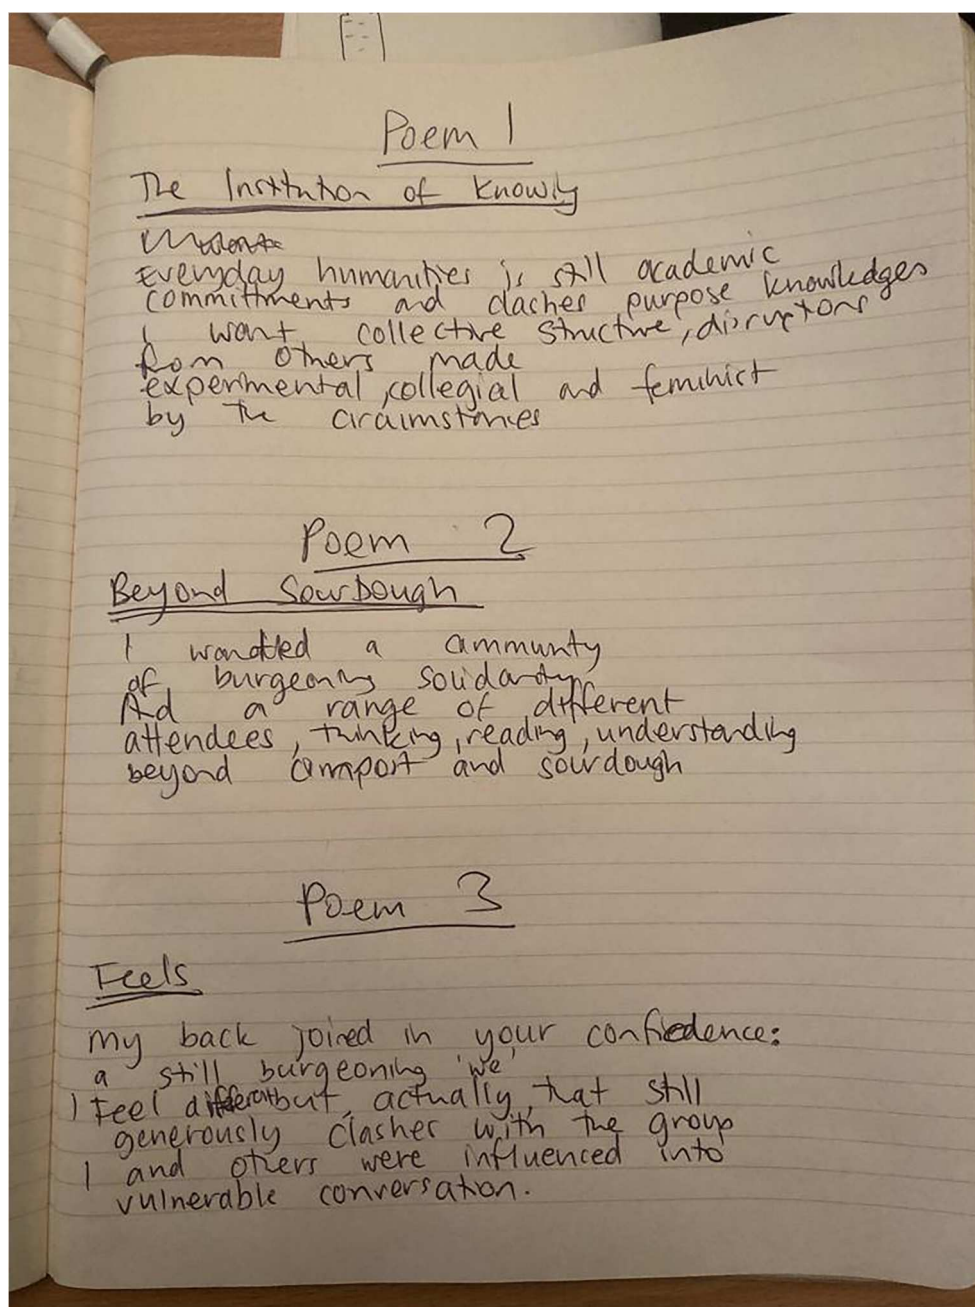 Poem 1
The Institution of Knowing
Everyday humanities is still academic
committments and clashes purpose knowledges
I want collective structure, disruptions
from others made
experimental, collegial and feminist
by the circumstances
Poem 2
Beyond Sourdough
I wanted a community
of burgeoning solidarity
And a range of different
attendees, thinking, reading, understanding
beyond compost and sourdough
Poem 3
Feels
My back joined in your confidence:
a still burgeoning 'we'
I Feel different but, actually, that still
generously clashes with the group
I and others were influenced into
vulnerable conversation.